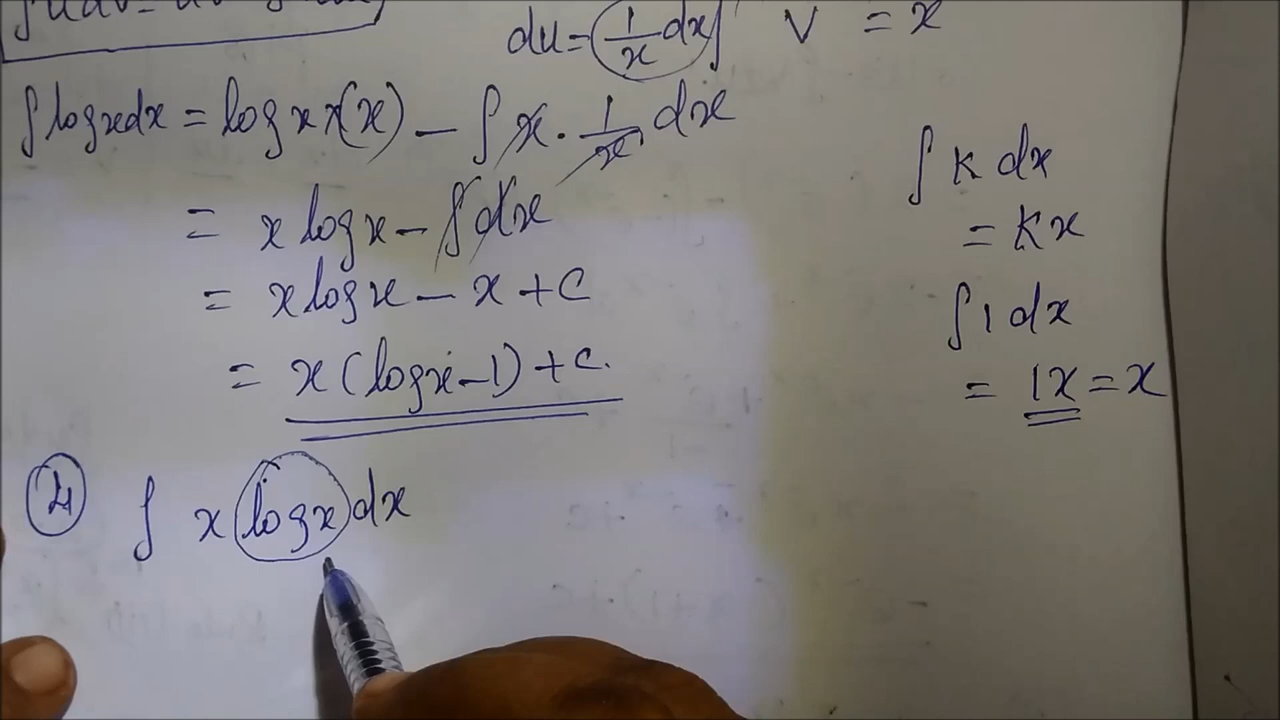 du = 1/x dx V = x
∫ log x dx = log x x (x) − ∫ x · 1/x dx
= x log x − ∫ dx
= x log x − x + c
= x (log x − 1) + c.
∫ K dx
= Kx
∫ 1 dx
= 1x = x
4 ∫ x log x dx